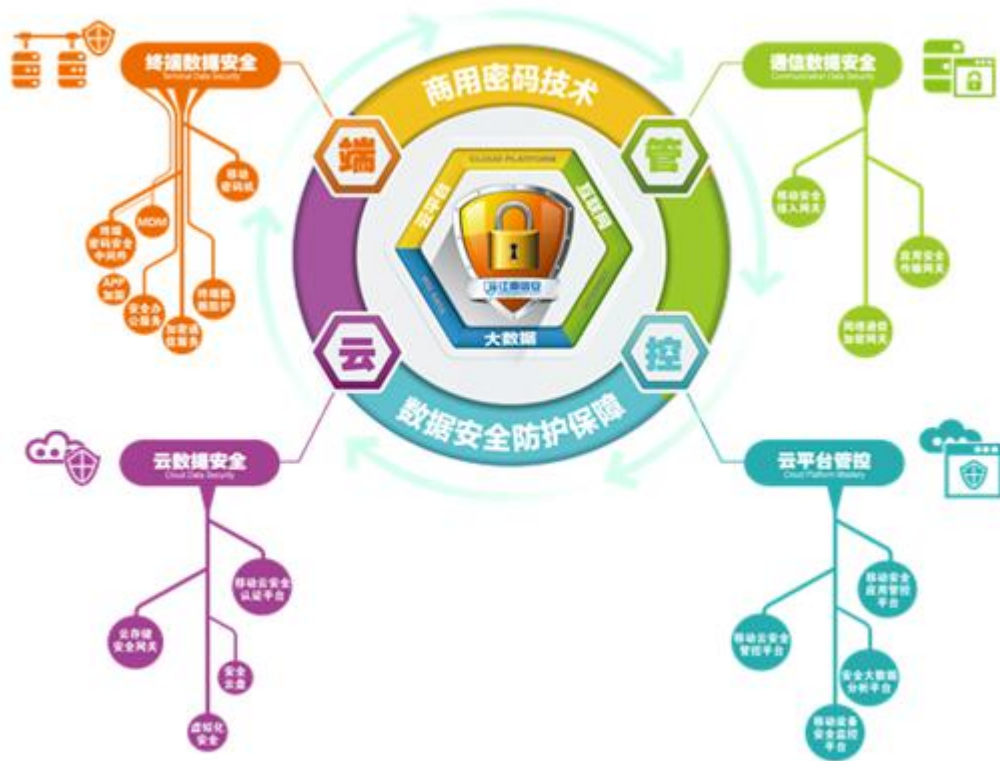 终端数据安全
Terminal Data Security
移动
密码机
MDM
终端
密码安全
中间件
APP
加固
安全办
公服务
加密通
信服务
终端数
据防护
商用密码技术
端
管
云
控
CLOUD PLATFORM
云平台
互联网
大数据
数据安全防护保障
通信数据安全
Communication Data Security
移动安全
接入网关
应用安全
传输网关
网络通信
加密网关
云数据安全
Cloud Data Security
移动云安全
认证平台
云存储
安全网关
安全
云盘
虚拟化
安全
云平台管控
Cloud Platform Mastery
移动安全
应用管控
平台
移动云安全
管控平台
安全大数据
分析平台
移动设备
安全监控
平台